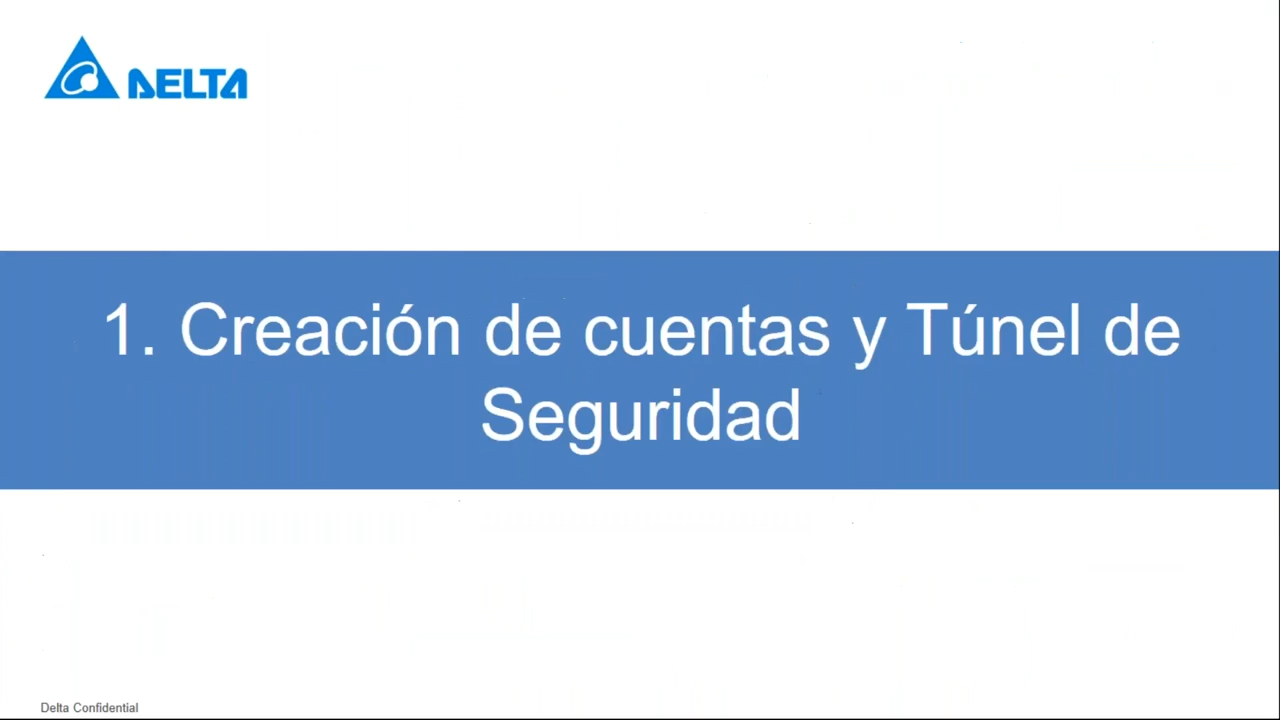 DELTA
1. Creación de cuentas y Túnel de
Seguridad
Delta Confidential